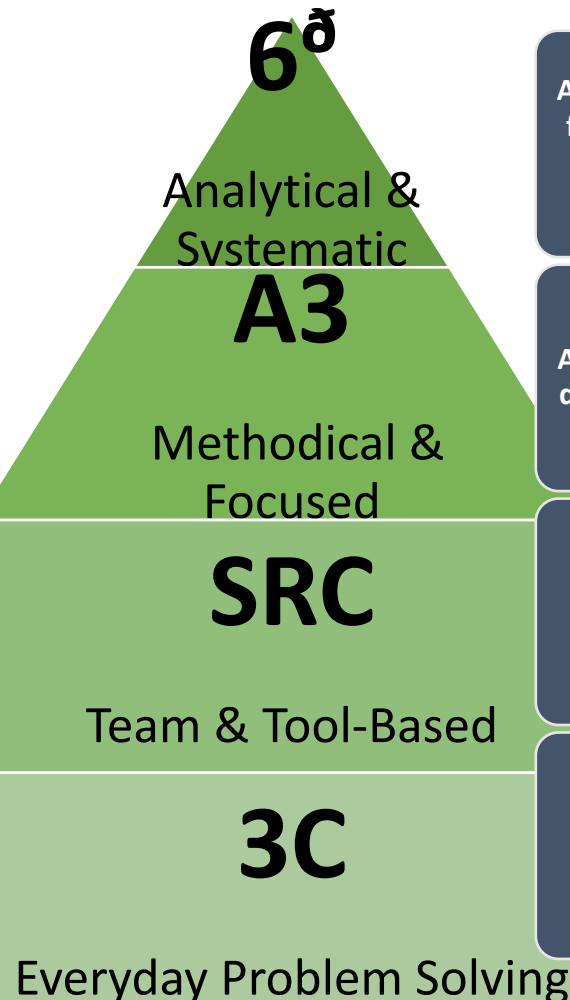 6ð
Analytical &
Systematic
A3
Methodical &
Focused
SRC
Team & Tool-Based
3C
Everyday Problem Solving